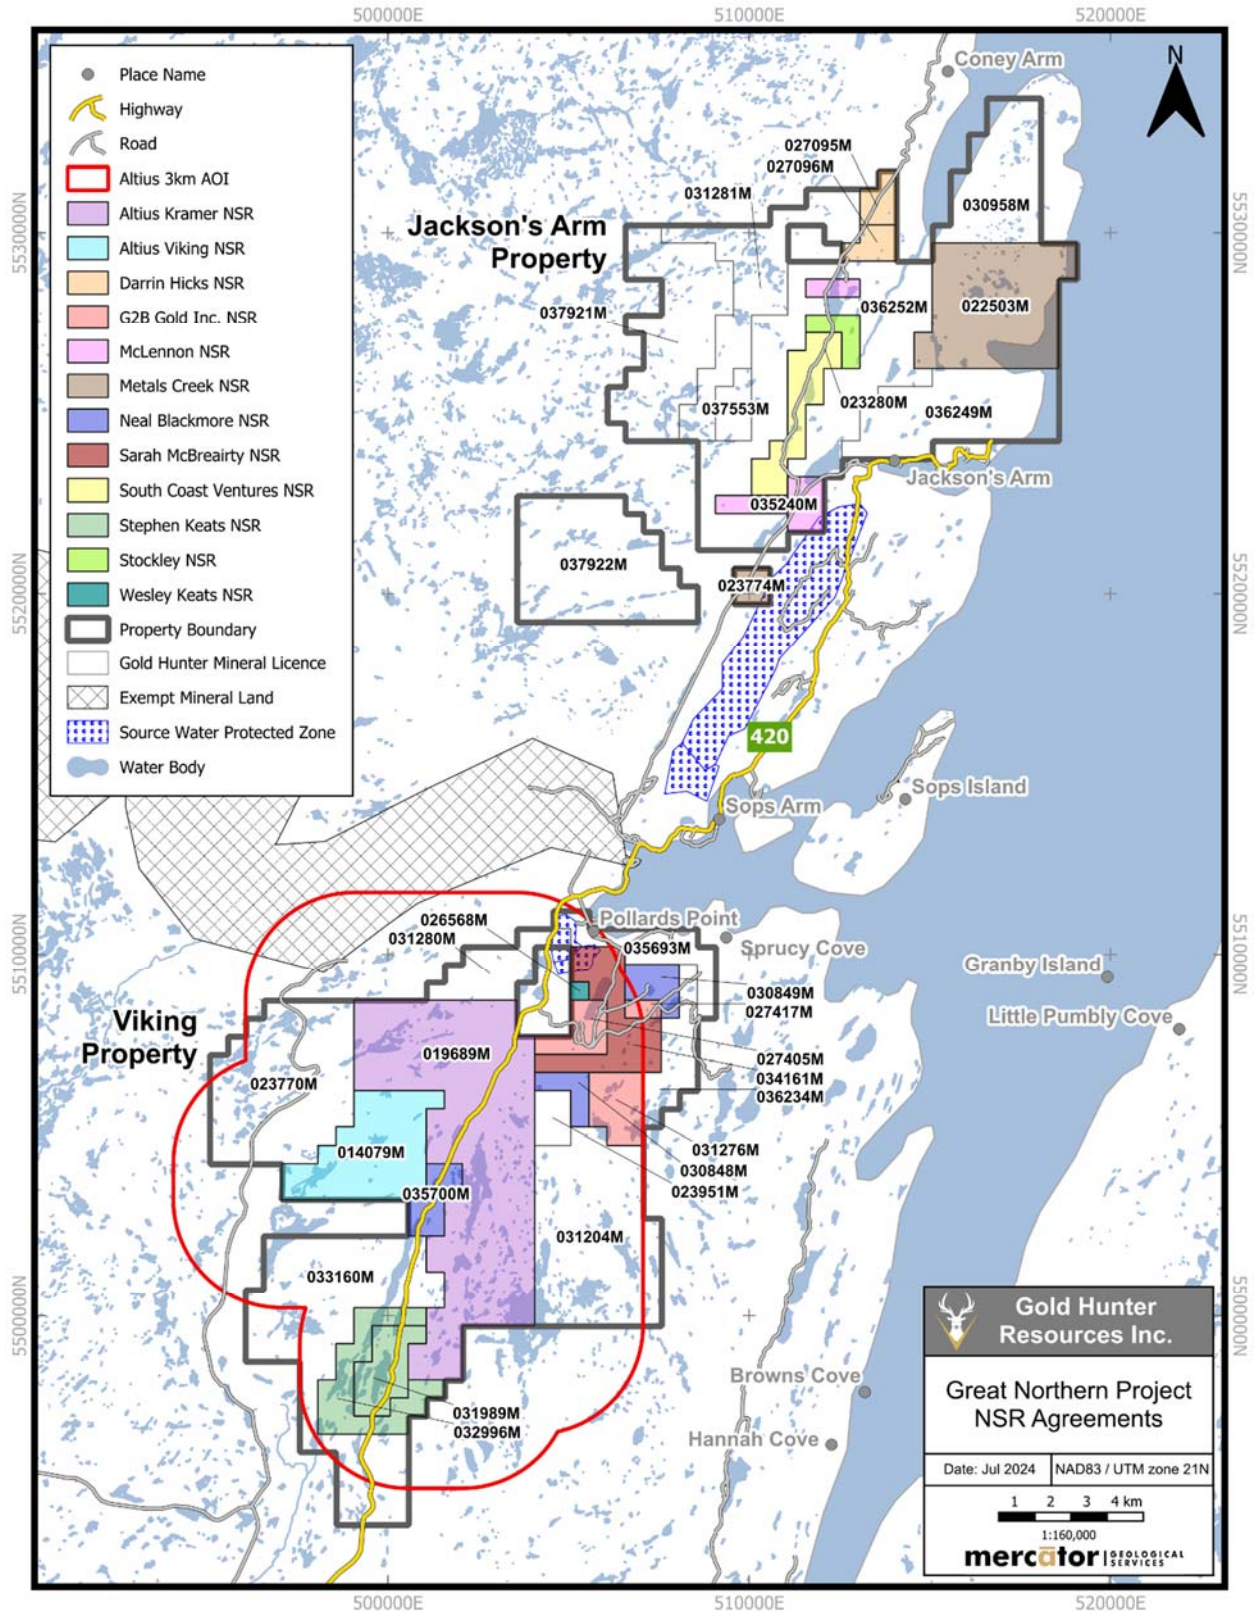 500000E
510000E
520000E
Place Name
Highway
Road
Altius 3km AOI
Altius Kramer NSR
Altius Viking NSR
Darrin Hicks NSR
G2B Gold Inc. NSR
McLennon NSR
Metals Creek NSR
Neal Blackmore NSR
Sarah McBreairty NSR
South Coast Ventures NSR
Stephen Keats NSR
Stockley NSR
Wesley Keats NSR
Property Boundary
Gold Hunter Mineral Licence
Exempt Mineral Land
Source Water Protected Zone
Water Body
N
Coney Arm
027095M
027096M
031281M
030958M
5530000N
5530000N
Jackson's Arm
Property
037921M
036252M
022503M
037553M
023280M
036249M
Jackson's Arm
035240M
037922M
023774M
5520000N
5520000N
420
Sops Island
Sops Arm
026568M
031280M
Pollards Point
035693M
Sprucy Cove
5510000N
5510000N
Granby Island
030849M
027417M
Little Pumbly Cove
Viking
Property
019689M
027405M
034161M
036234M
023770M
014079M
031276M
030848M
023951M
035700M
031204M
033160M
5500000N
5500000N
031989M
032996M
Browns Cove
Hannah Cove
Gold Hunter
Resources Inc.
Great Northern Project
NSR Agreements
Date: Jul 2024
NAD83 / UTM zone 21N
1 2 3 4 km
1:160,000
mercator GEOLOGICAL
SERVICES
500000E
510000E
520000E